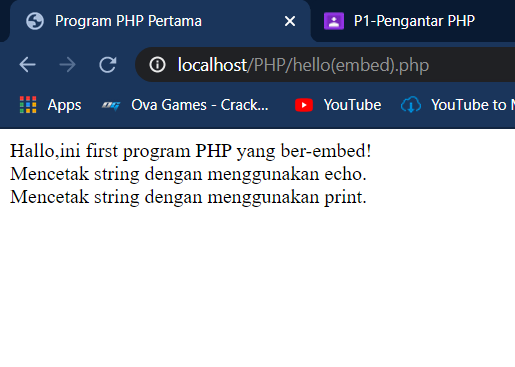 Program PHP Pertama
P1-Pengantar PHP
localhost/PHP/hello(embed).php
Apps
Ova Games - Crack...
YouTube
YouTube to
Hallo,ini first program PHP yang ber-embed!
Mencetak string dengan menggunakan echo.
Mencetak string dengan menggunakan print.